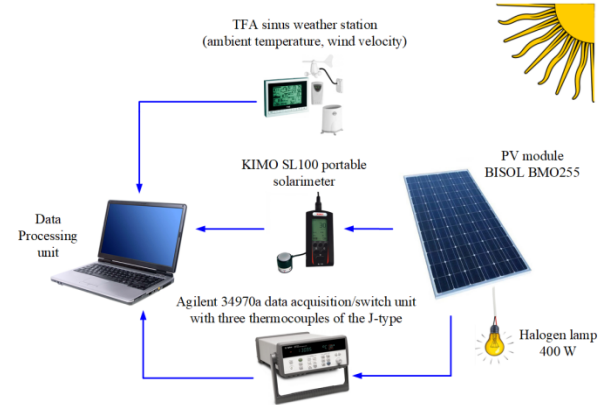 TFA sinus weather station
(ambient temperature, wind velocity)
KIMO SL100 portable
solarimeter
PV module
BISOL BMO255
Data
Processing
unit
Agilent 34970a data acquisition/switch unit
with three thermocouples of the J-type
Halogen lamp
400 W